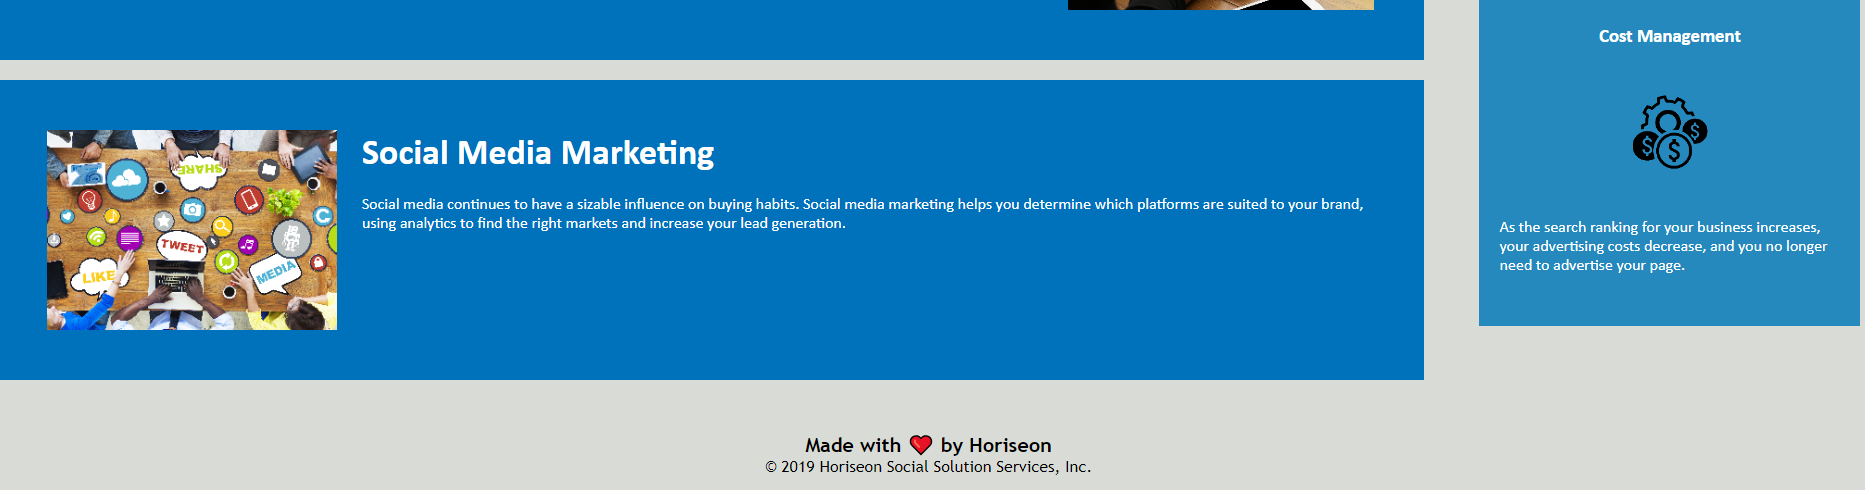 Cost Management
Social Media Marketing
Social media continues to have a sizable influence on buying habits. Social media marketing helps you determine which platforms are suited to your brand,
using analytics to find the right markets and increase your lead generation.
SHARE
TWEET
LIKE
MEDIA
$ $ $
As the search ranking for your business increases,
your advertising costs decrease, and you no longer
need to advertise your page.
Made with ❤️ by Horiseon
© 2019 Horiseon Social Solution Services, Inc.